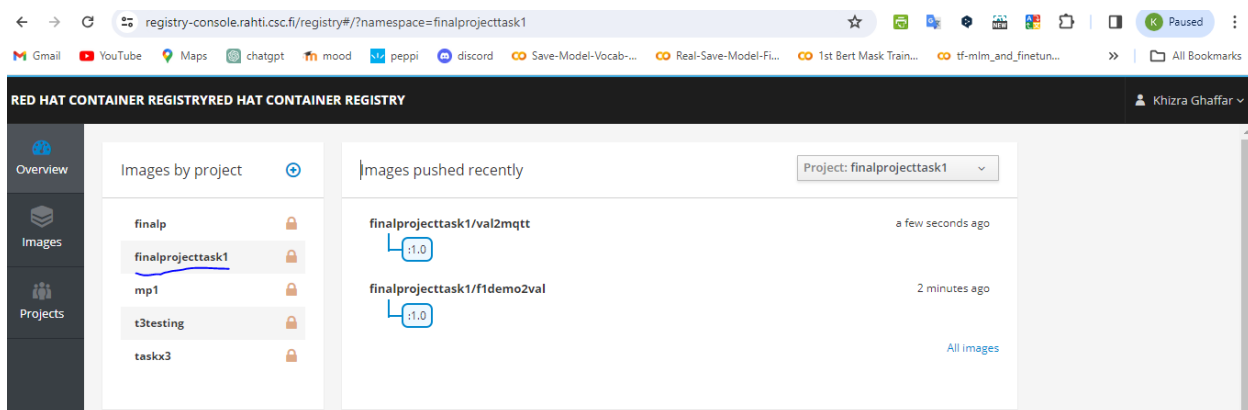 registry-console.rahti.csc.fi/registry#/?namespace=finalprojecttask1
K Paused
Gmail YouTube Maps chatgpt mood peppi discord Save-Model-Vocab-... Real-Save-Model-Fi... 1st Bert Mask Train... tf-mlm_and_finetun... » All Bookmarks
RED HAT CONTAINER REGISTRYRED HAT CONTAINER REGISTRY Khizra Ghaffar
Overview
Images
Projects
Images by project
finalp
finalprojecttask1
mp1
t3testing
taskx3
Images pushed recently Project: finalprojecttask1
finalprojecttask1/val2mqtt a few seconds ago
:1.0
finalprojecttask1/f1demo2val 2 minutes ago
:1.0
All images